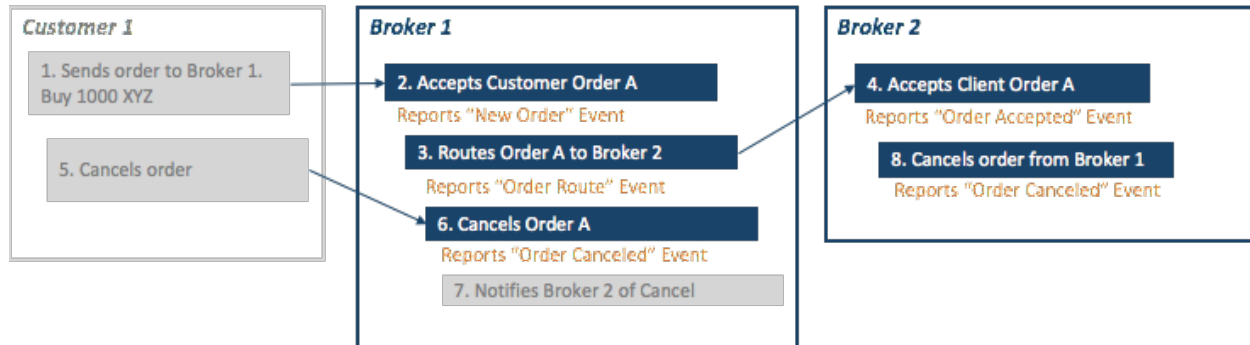 Customer 1
1. Sends order to Broker 1.
Buy 1000 XYZ
5. Cancels order
Broker 1
2. Accepts Customer Order A
Reports "New Order" Event
3. Routes Order A to Broker 2
Reports "Order Route" Event
6. Cancels Order A
Reports "Order Canceled" Event
7. Notifies Broker 2 of Cancel
Broker 2
4. Accepts Client Order A
Reports "Order Accepted" Event
8. Cancels order from Broker 1
Reports "Order Canceled" Event